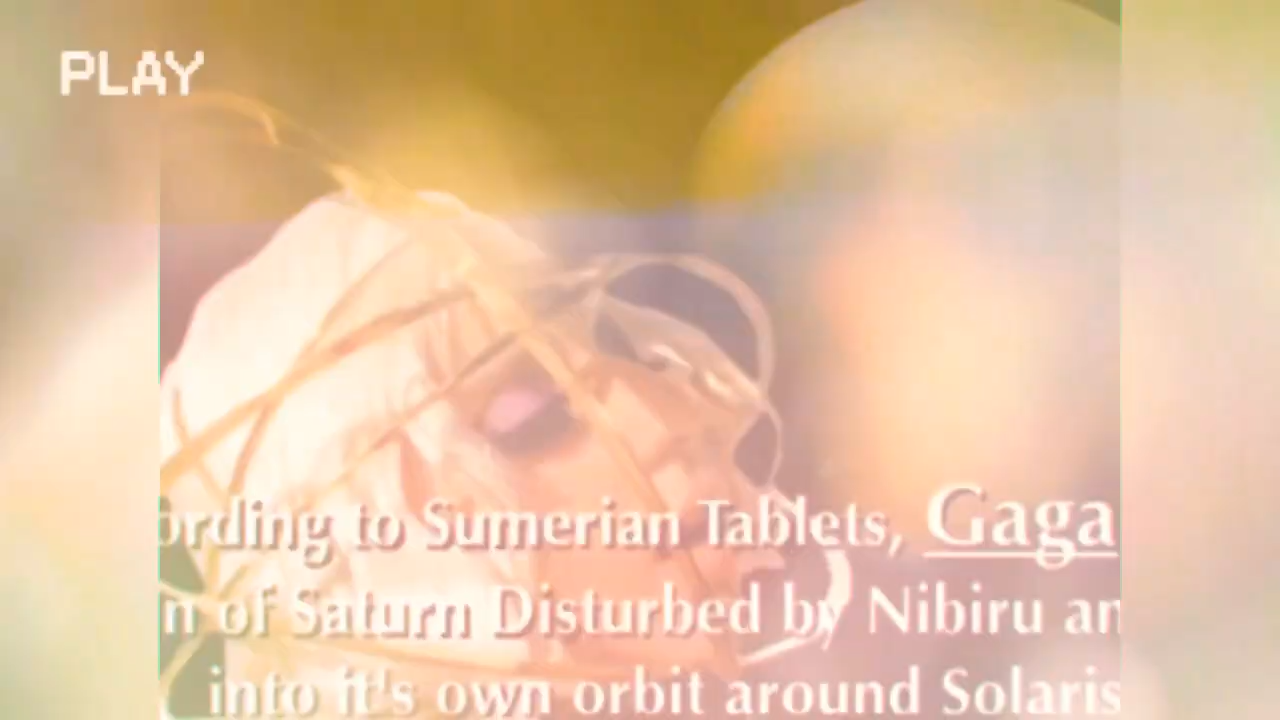 PLAY
ording to Sumerian Tablets, Gaga
n of Saturn Disturbed by Nibiru an
into it's own orbit around Solaris